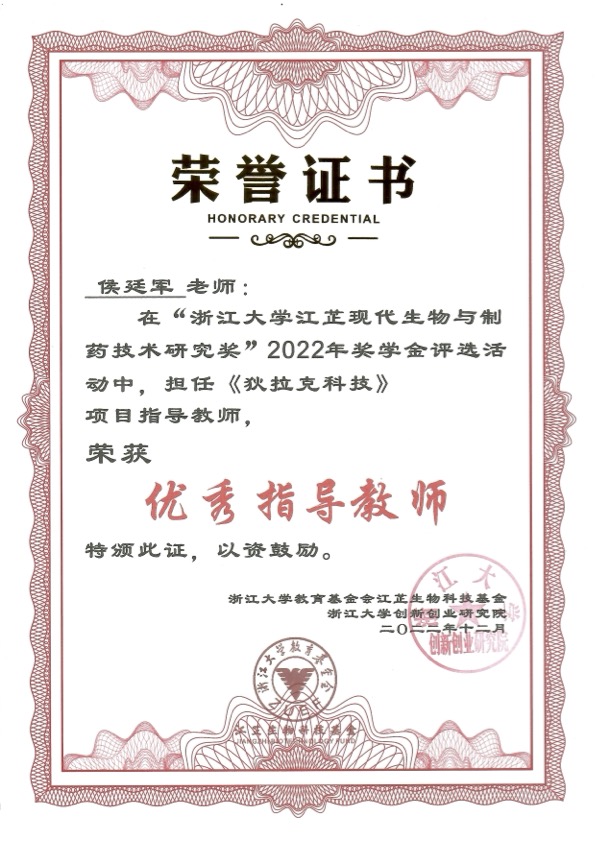 荣誉证书
HONORARY CREDENTIAL
侯廷军 老师：
在“浙江大学江芷现代生物与制
药技术研究奖”2022年奖学金评选活
动中，担任《狄拉克科技》
项目指导教师，
荣获
优秀指导教师
特颁此证，以资鼓励。
浙江大学教育基金会江芷生物科技基金
浙江大学创新创业研究院
二〇二二年十二月
浙江大学
创新创业研究院
浙江大学教育基金会
ZUEF
江芷生物科技基金
JIANGZHI BIOTECHNOLOGY FUND